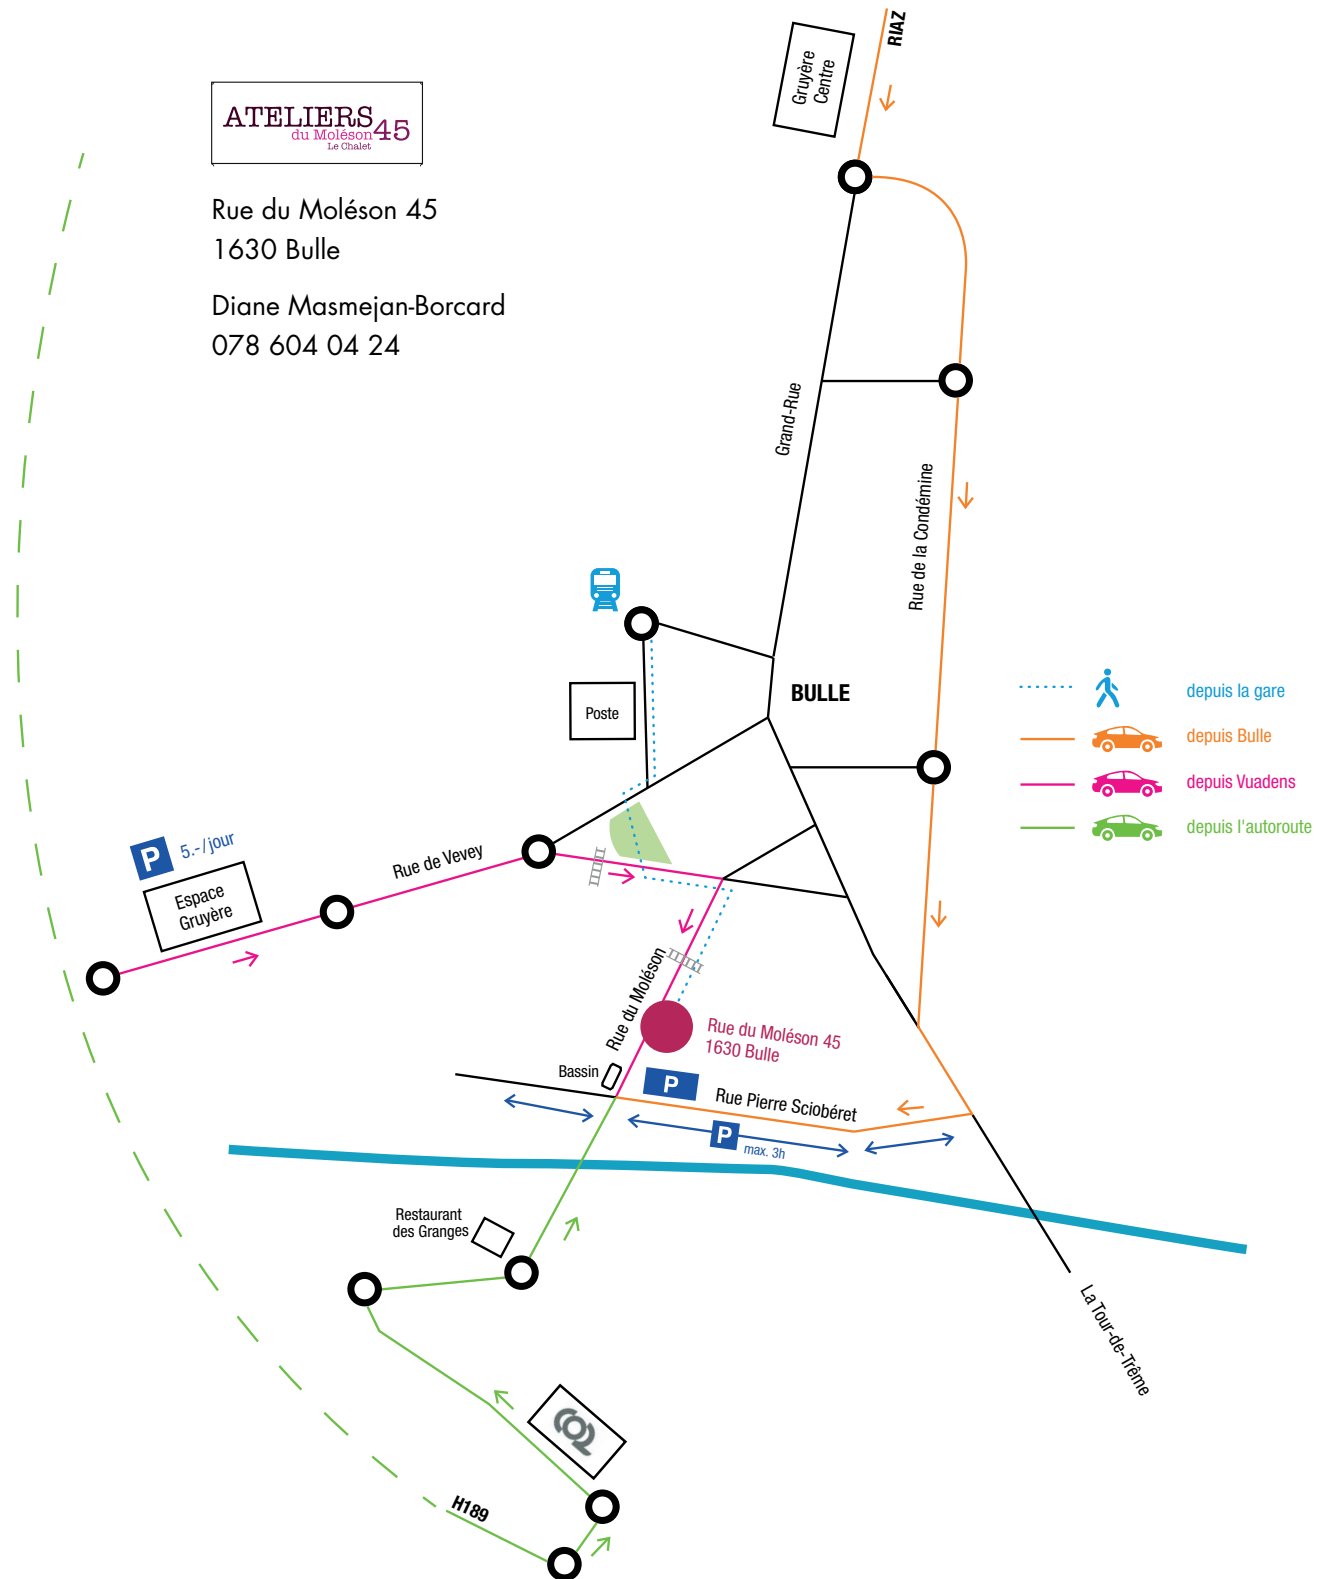 RIAZ
Gruyère
Centre
ATELIERS 45
du Moléson
Le Chalet
Rue du Moléson 45
1630 Bulle
Diane Masmejan-Borcard
078 604 04 24
Grand-Rue
Rue de la Condémine
BULLE
Poste
depuis la gare
depuis Bulle
depuis Vuadens
depuis l'autoroute
P 5.-/jour
Espace
Gruyère
Rue de Vevey
Rue du Moléson
Rue du Moléson 45
1630 Bulle
Bassin
P
Rue Pierre Sciobéret
P max. 3h
Restaurant
des Granges
La Tour-de-Trême
H189